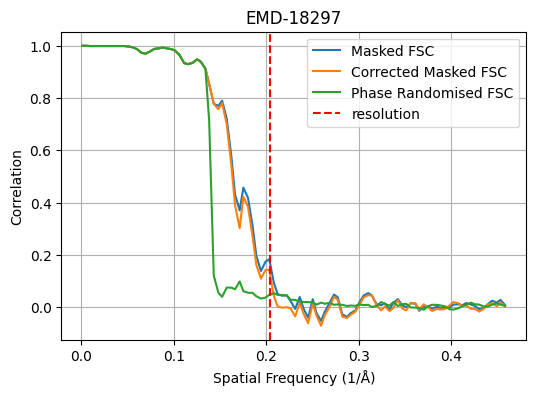 EMD-18297
Masked FSC
Corrected Masked FSC
Phase Randomised FSC
resolution
Correlation
1.0
0.8
0.6
0.4
0.2
0.0
0.0 0.1 0.2 0.3 0.4
Spatial Frequency (1/Å)